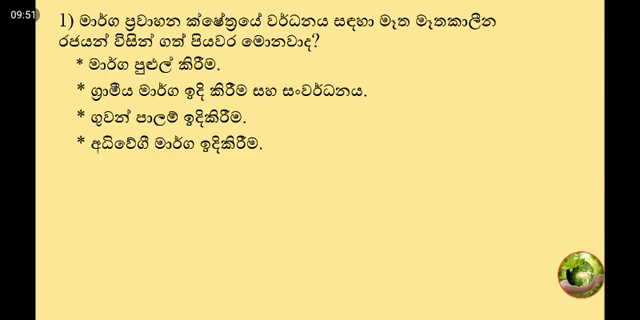 09:51
1) මාර්ග ප්‍රවාහන ක්ෂේත්‍රයේ වර්ධනය සඳහා මෑත මෑතකාලීන
රජයන් විසින් ගත් පියවර මොනවාද?
* මාර්ග පුළුල් කිරීම.
* ග්‍රාමීය මාර්ග ඉදි කිරීම සහ සංවර්ධනය.
* ගුවන් පාලම් ඉදිකිරීම.
* අධිවේගී මාර්ග ඉදිකිරීම.